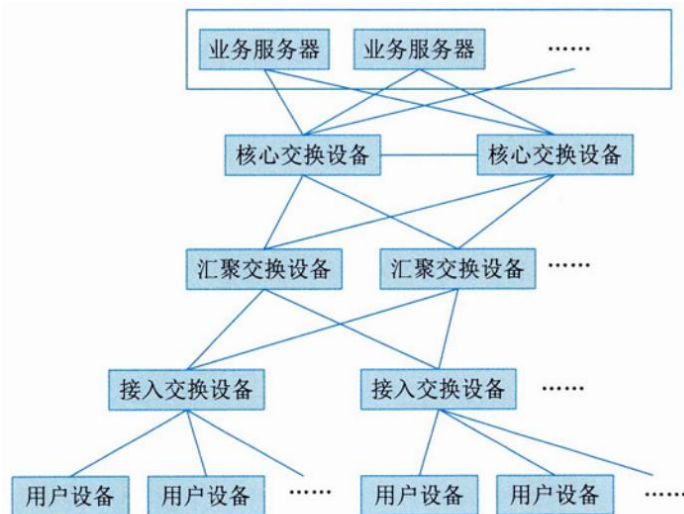 业务服务器 业务服务器 ……
核心交换设备 核心交换设备
汇聚交换设备 汇聚交换设备 ……
接入交换设备 接入交换设备 ……
用户设备 用户设备 …… 用户设备 用户设备 ……